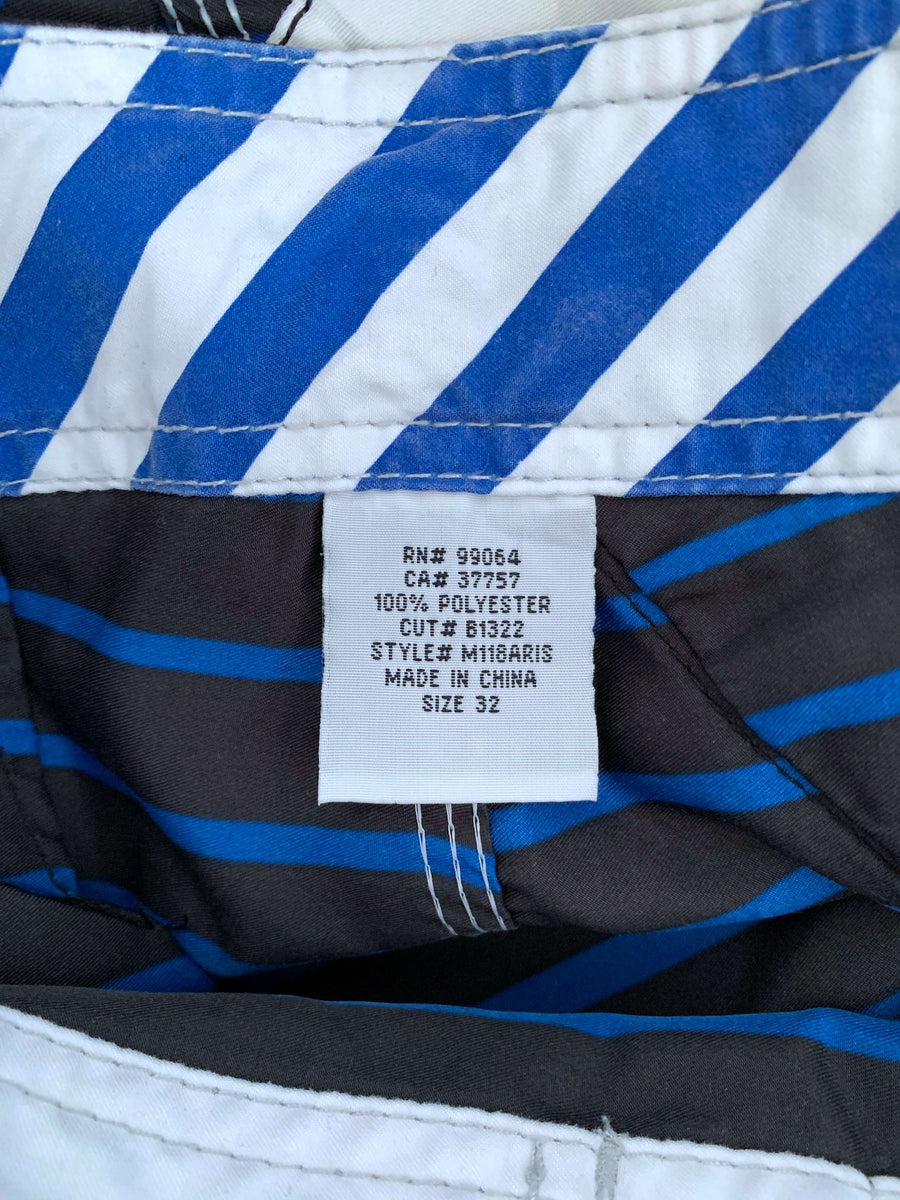 RN# 99064
CA# 37757
100% POLYESTER
CUT# B1322
STYLE# M118ARIS
MADE IN CHINA
SIZE 32